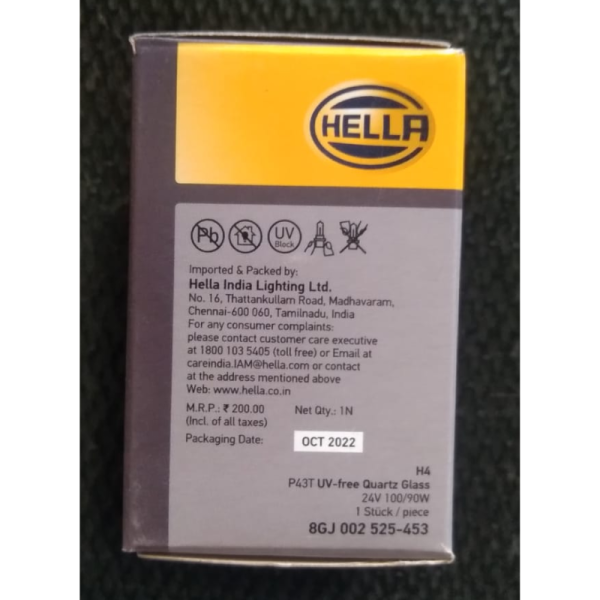 HELLA
Pb
UV
Block
Imported & Packed by:
Hella India Lighting Ltd.
No. 16, Thattankullam Road, Madhavaram,
Chennai-600 060, Tamilnadu, India
For any consumer complaints:
please contact customer care executive
at 1800 103 5405 (toll free) or Email at
careindia.IAM@hella.com or contact
at the address mentioned above
Web: www.hella.co.in
M.R.P.: ₹ 200.00 Net Qty.: 1N
(Incl. of all taxes)
Packaging Date: OCT 2022
H4
P43T UV-free Quartz Glass
24V 100/90W
1 Stück / piece
8GJ 002 525-453